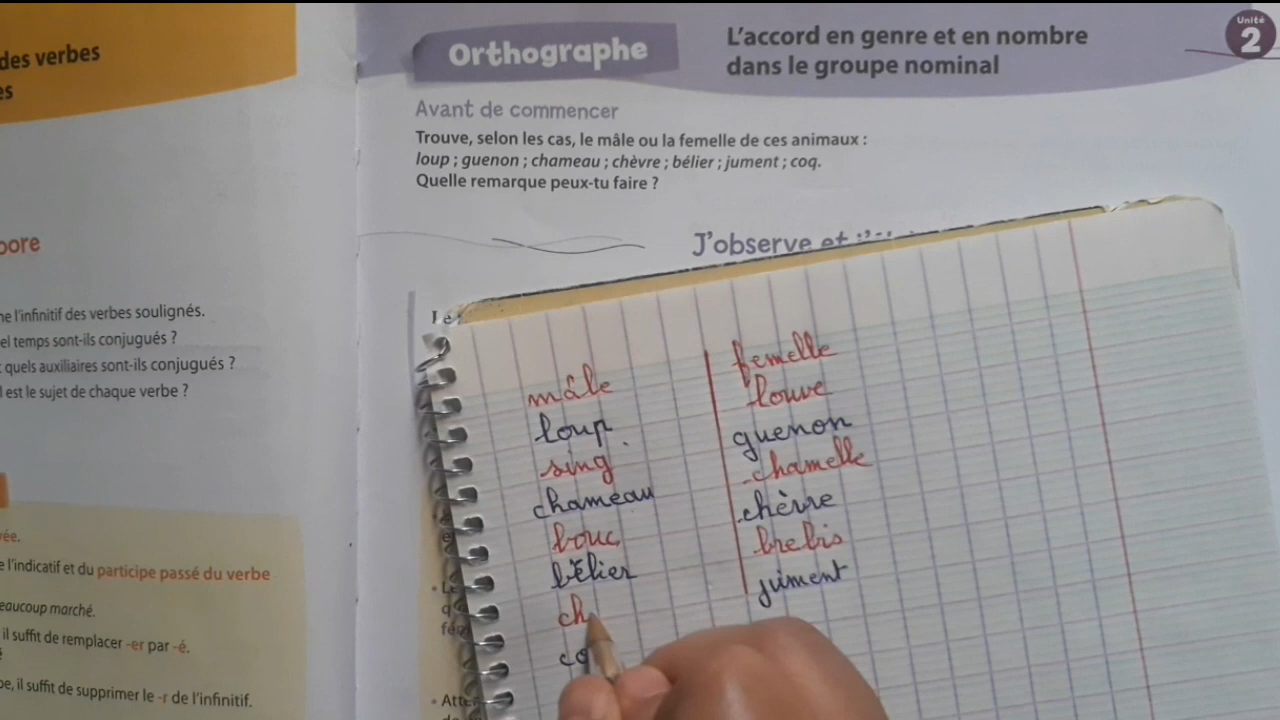 des verbes
es
Orthographe
L'accord en genre et en nombre
dans le groupe nominal
Unité
2
Avant de commencer
Trouve, selon les cas, le mâle ou la femelle de ces animaux :
loup ; guenon ; chameau ; chèvre ; bélier ; jument ; coq.
Quelle remarque peux-tu faire ?
J'observe et
ore
ne l'infinitif des verbes soulignés.
el temps sont-ils conjugués ?
quels auxiliaires sont-ils conjugués ?
l est le sujet de chaque verbe ?
ée.
e l'indicatif et du participe passé du verbe
eaucoup marché.
il suffit de remplacer -er par -é.
e, il suffit de supprimer le -r de l'infinitif.
mâle femelle
loup. louve
sing guenon
chameau chamelle
bouc chèvre
bélier brebis
ch jument
co